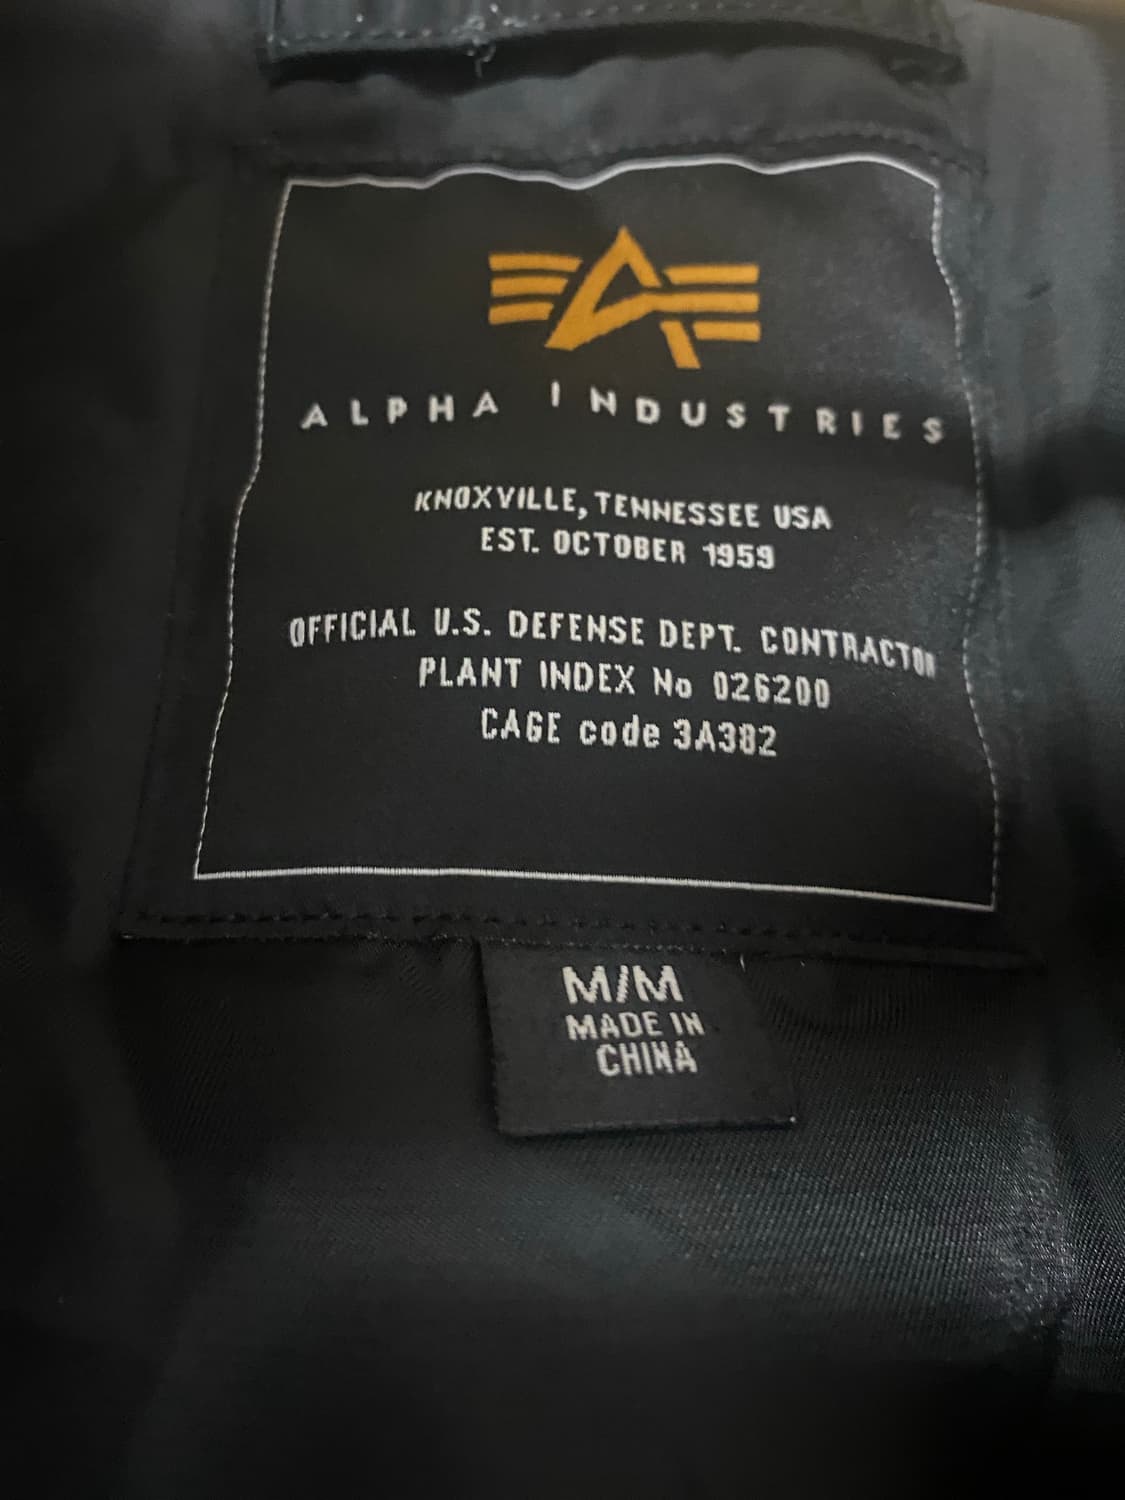 ALPHA INDUSTRIES
KNOXVILLE, TENNESSEE USA
EST. OCTOBER 1959
OFFICIAL U.S. DEFENSE DEPT. CONTRACTOR
PLANT INDEX No 026200
CAGE code 3A382
M/M
MADE IN
CHINA